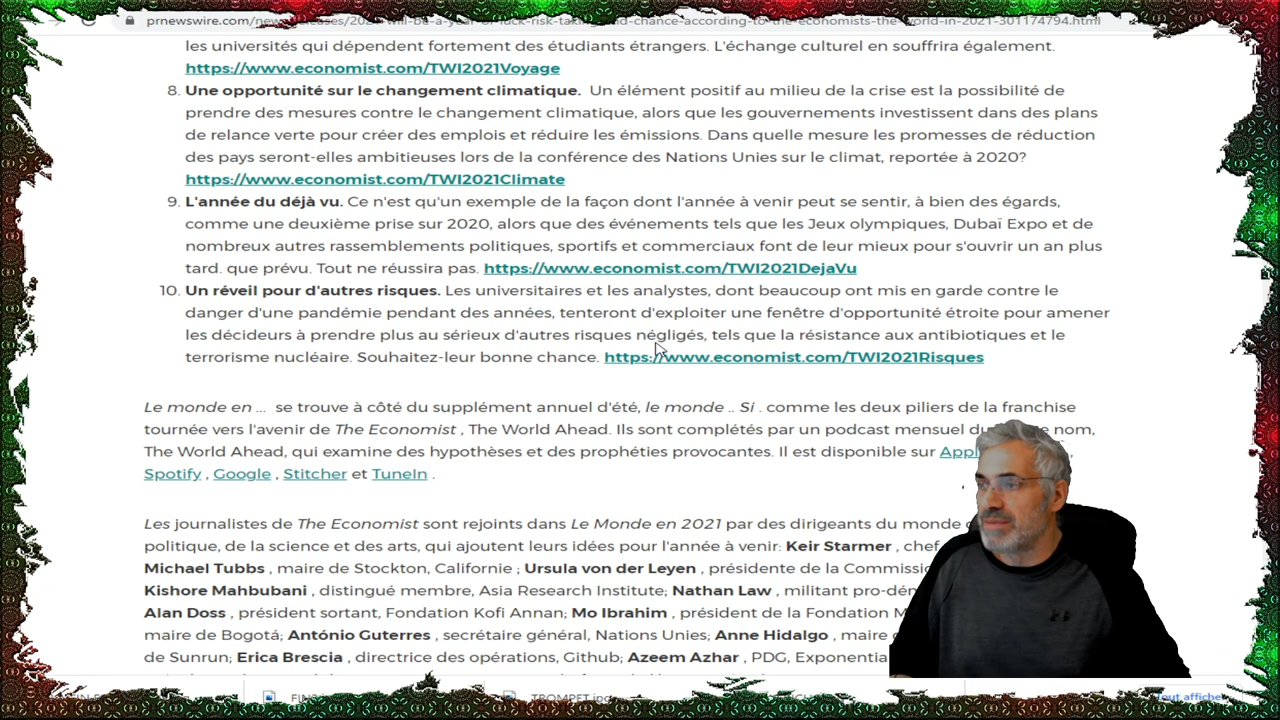 prnewswire.com/
-will-be-a-year-
-luck-risk-
-and-chance-according-to-the-economists-the-world-in-2021-301174794.html
les universités qui dépendent fortement des étudiants étrangers. L'échange culturel en souffrira également.
https://www.economist.com/TWI2021Voyage
8. Une opportunité sur le changement climatique. Un élément positif au milieu de la crise est la possibilité de
prendre des mesures contre le changement climatique, alors que les gouvernements investissent dans des plans
de relance verte pour créer des emplois et réduire les émissions. Dans quelle mesure les promesses de réduction
des pays seront-elles ambitieuses lors de la conférence des Nations Unies sur le climat, reportée à 2020?
https://www.economist.com/TWI2021Climate
9. L'année du déjà vu. Ce n'est qu'un exemple de la façon dont l'année à venir peut se sentir, à bien des égards,
comme une deuxième prise sur 2020, alors que des événements tels que les Jeux olympiques, Dubaï Expo et de
nombreux autres rassemblements politiques, sportifs et commerciaux font de leur mieux pour s'ouvrir un an plus
tard. que prévu. Tout ne réussira pas. https://www.economist.com/TWI2021DejaVu
10. Un réveil pour d'autres risques. Les universitaires et les analystes, dont beaucoup ont mis en garde contre le
danger d'une pandémie pendant des années, tenteront d'exploiter une fenêtre d'opportunité étroite pour amener
les décideurs à prendre plus au sérieux d'autres risques négligés, tels que la résistance aux antibiotiques et le
terrorisme nucléaire. Souhaitez-leur bonne chance. https://www.economist.com/TWI2021Risques
Le monde en ... se trouve à côté du supplément annuel d'été, le monde .. Si . comme les deux piliers de la franchise
tournée vers l'avenir de The Economist , The World Ahead. Ils sont complétés par un podcast mensuel du nom,
The World Ahead, qui examine des hypothèses et des prophéties provocantes. Il est disponible sur
Spotify , Google , Stitcher et TuneIn .
Les journalistes de The Economist sont rejoints dans Le Monde en 2021 par des dirigeants du monde
politique, de la science et des arts, qui ajoutent leurs idées pour l'année à venir: Keir Starmer ,
Michael Tubbs , maire de Stockton, Californie ; Ursula von der Leyen , présidente de la
Kishore Mahbubani , distingué membre, Asia Research Institute; Nathan Law , militant
Alan Doss , président sortant, Fondation Kofi Annan; Mo Ibrahim , président de la Fondation
maire de Bogotá; António Guterres , secrétaire général, Nations Unies; Anne Hidalgo ,
de Sunrun; Erica Brescia , directrice des opérations, Github; Azeem Azhar , PDG,